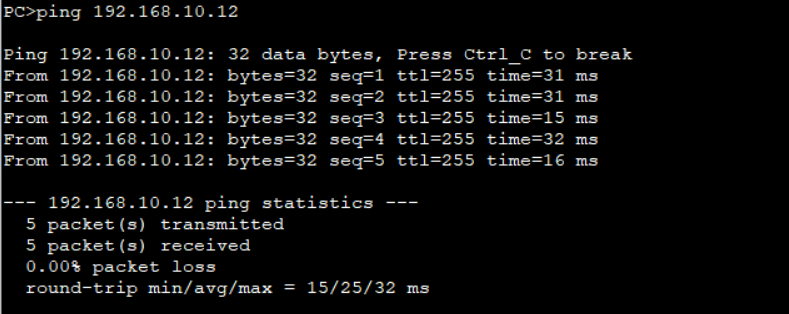 PC>ping 192.168.10.12
Ping 192.168.10.12: 32 data bytes, Press Ctrl_C to break
From 192.168.10.12: bytes=32 seq=1 ttl=255 time=31 ms
From 192.168.10.12: bytes=32 seq=2 ttl=255 time=31 ms
From 192.168.10.12: bytes=32 seq=3 ttl=255 time=15 ms
From 192.168.10.12: bytes=32 seq=4 ttl=255 time=32 ms
From 192.168.10.12: bytes=32 seq=5 ttl=255 time=16 ms
--- 192.168.10.12 ping statistics ---
5 packet(s) transmitted
5 packet(s) received
0.00% packet loss
round-trip min/avg/max = 15/25/32 ms